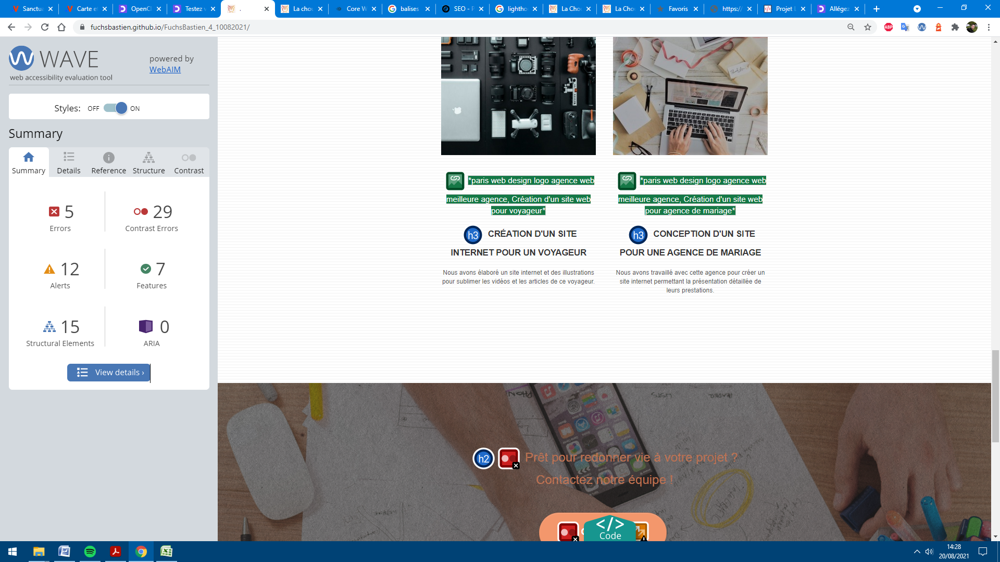 Sanctua
Carte et
OpenCl
Testez v
.
La chou
Core W
balises
SEO - P
lightho
La Chou
La Chou
Favoris
https://
Projet L
Allégez
fuchsbastien.github.io/FuchsBastien_4_10082021/
ABP
WAVE
web accessibility evaluation tool
powered by
WebAIM
Styles: OFF ON
Summary
Summary Details Reference Structure Contrast
5
Errors
29
Contrast Errors
12
Alerts
7
Features
15
Structural Elements
0
ARIA
View details ›
*paris web design logo agence web
meilleure agence, Création d'un site web
pour voyageur*
h3 CRÉATION D'UN SITE
INTERNET POUR UN VOYAGEUR
Nous avons élaboré un site internet et des illustrations
pour sublimer les vidéos et les articles de ce voyageur.
*paris web design logo agence web
meilleure agence, Création d'un site web
pour agence de mariage*
h3 CONCEPTION D'UN SITE
POUR UNE AGENCE DE MARIAGE
Nous avons travaillé avec cette agence pour créer un
site internet permettant la présentation détaillée de
leurs prestations.
h2 Prêt pour redonner vie à votre projet ?
Contactez notre équipe !
</>
Code
14:28
20/08/2021